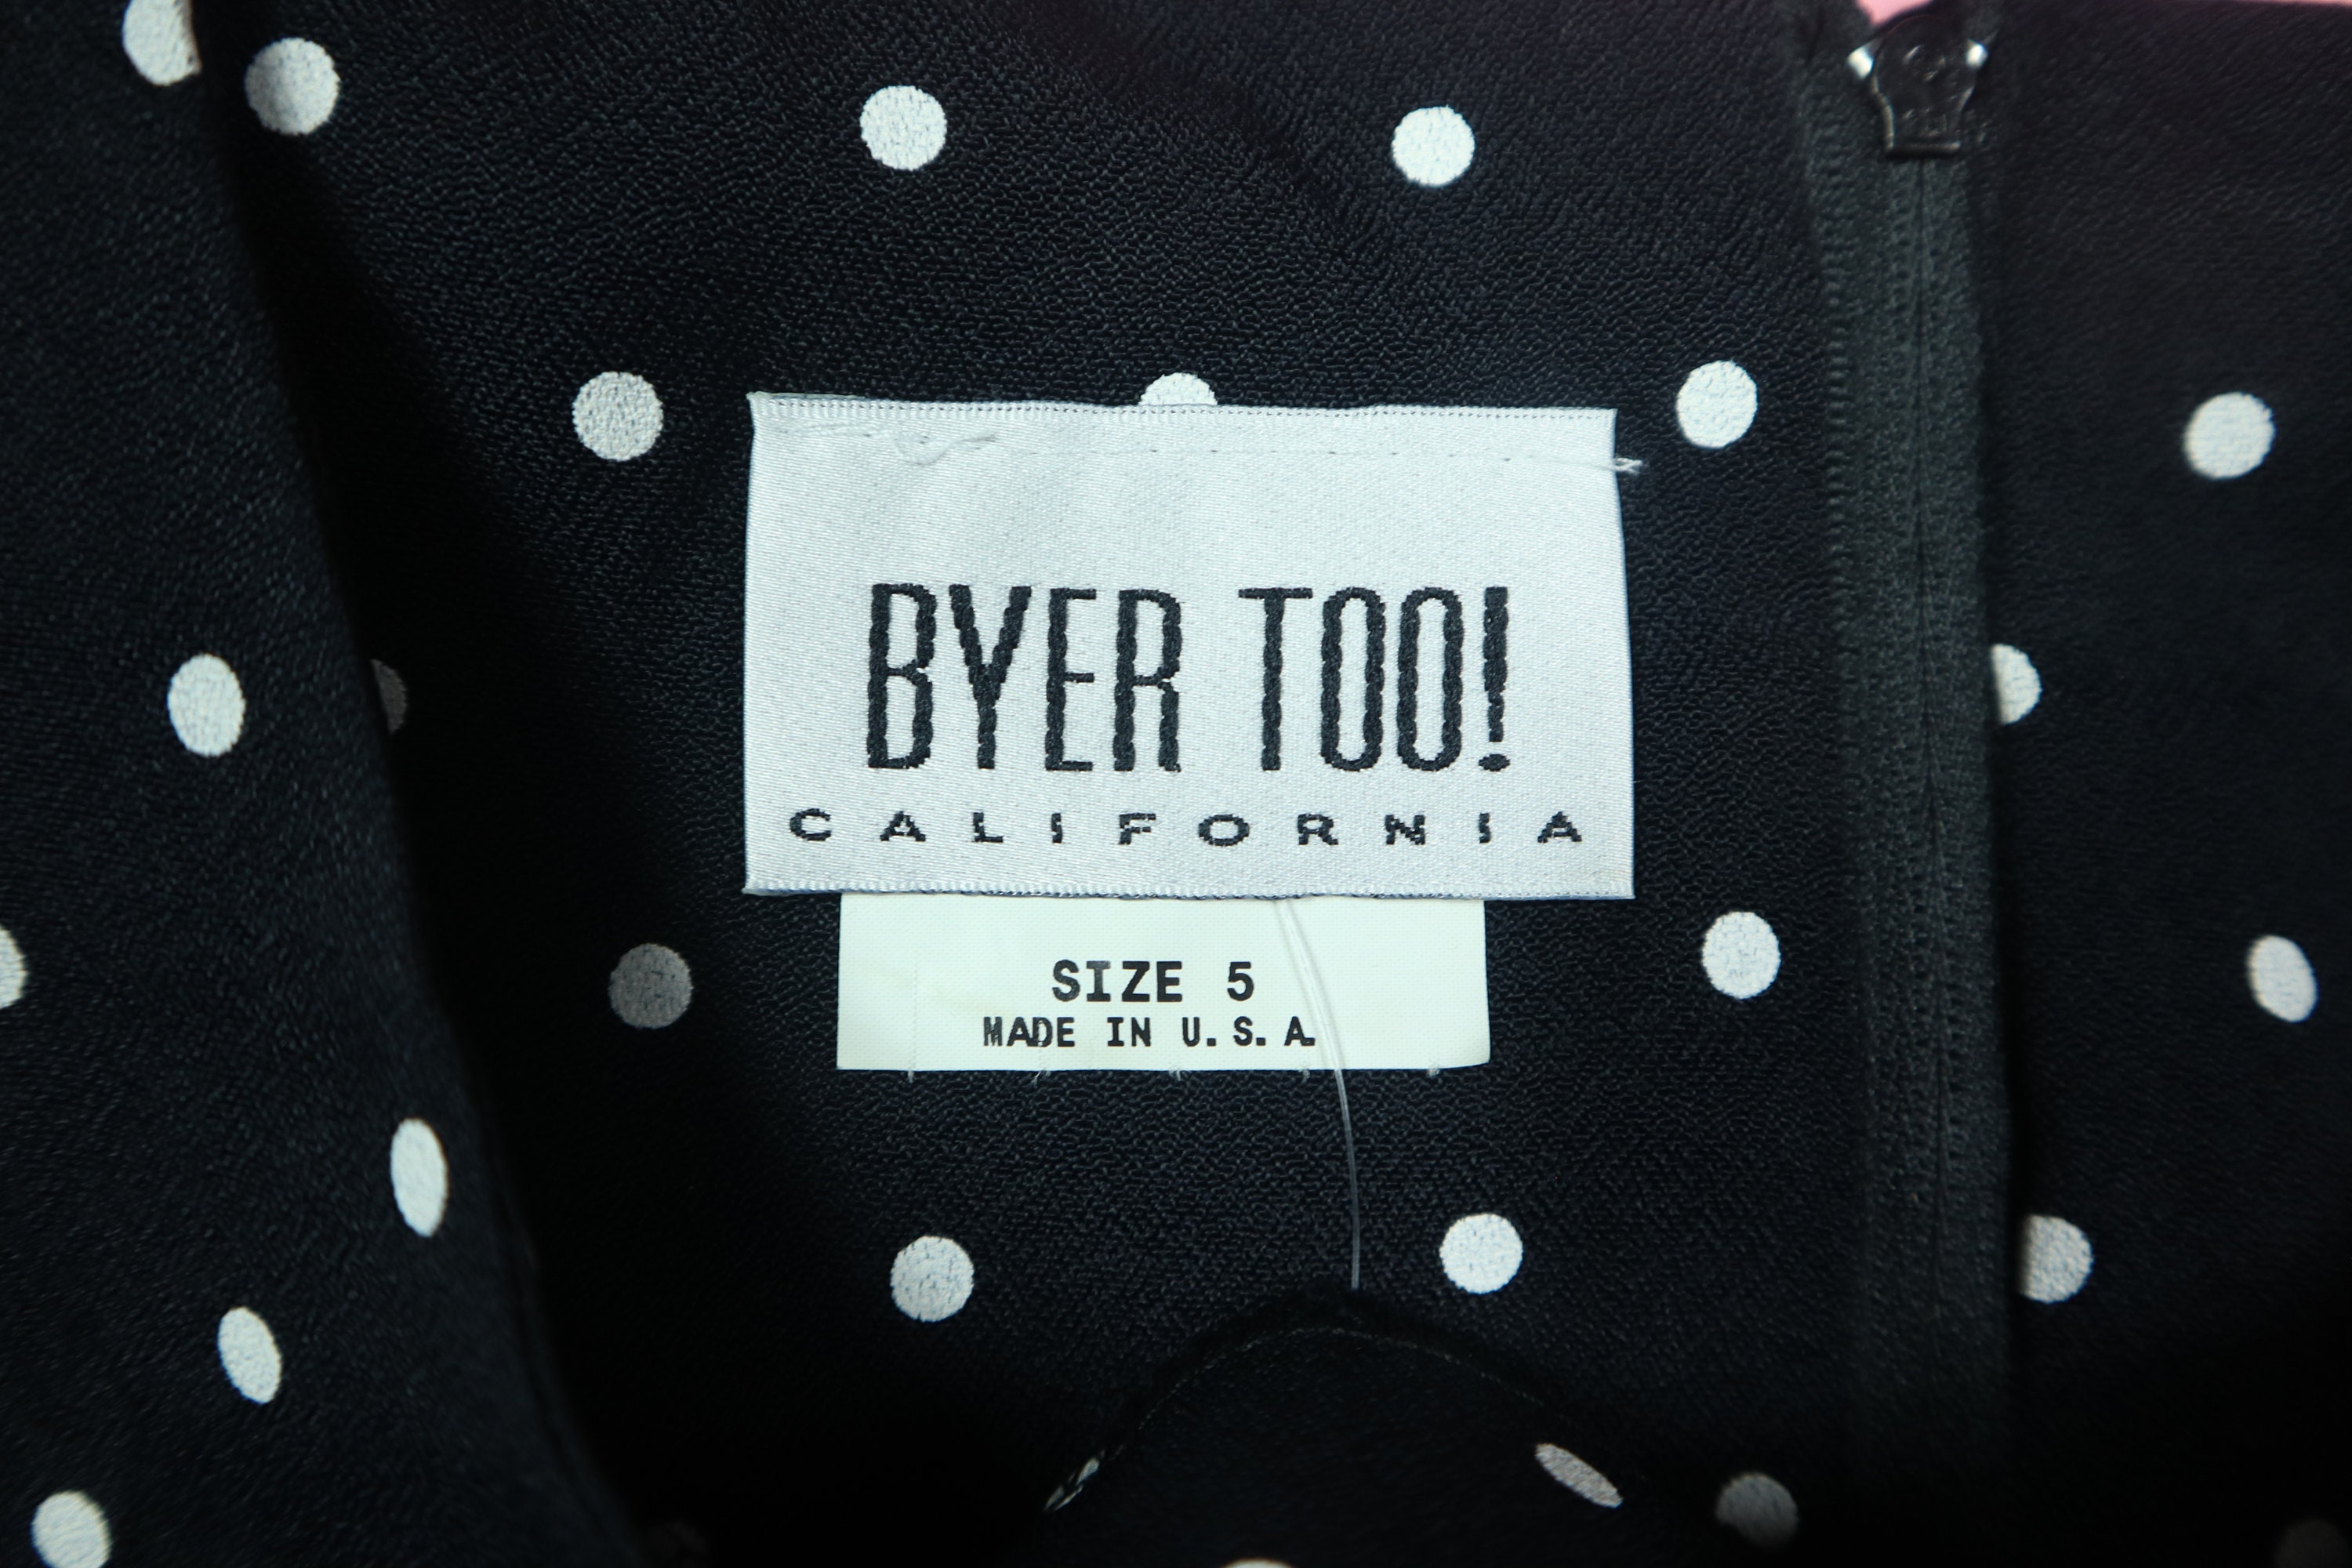 BYER TOO!
CALIFORNIA
SIZE 5
MADE IN U.S.A.